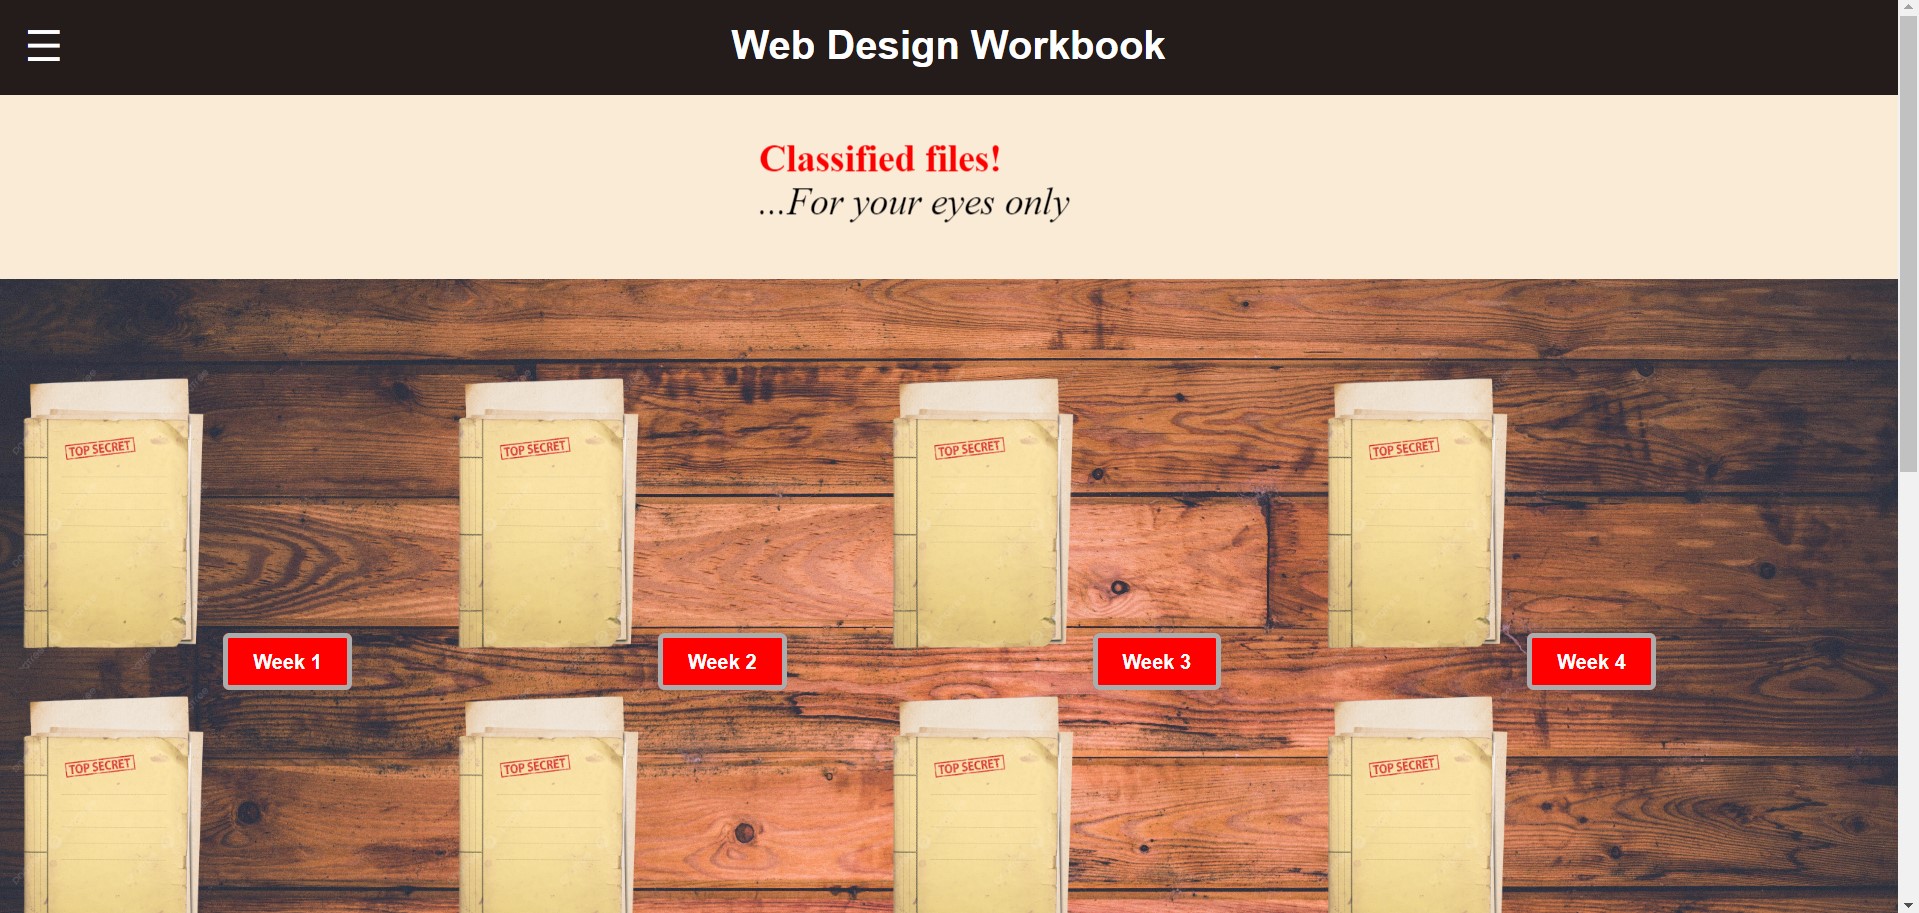 Web Design Workbook
Classified files!
...For your eyes only
TOP SECRET
TOP SECRET
TOP SECRET
TOP SECRET
Week 1
Week 2
Week 3
Week 4
TOP SECRET
TOP SECRET
TOP SECRET
TOP SECRET